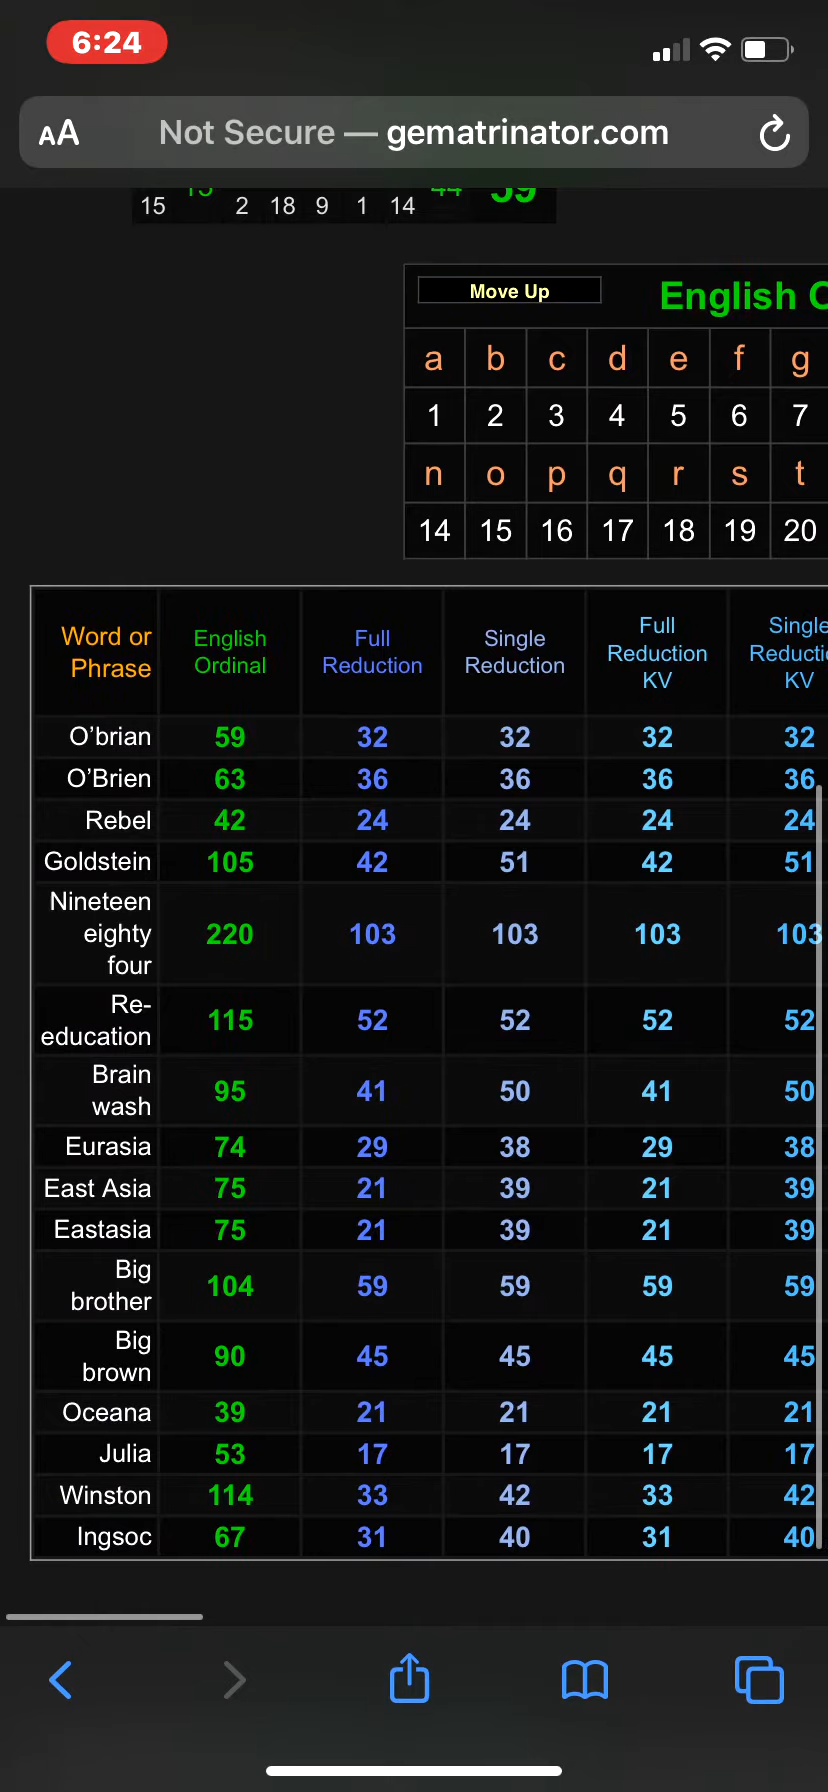 6:24
AA Not Secure — gematrinator.com
15 15 2 18 9 1 14 44 59
Move Up English O
a b c d e f g
1 2 3 4 5 6 7
n o p q r s t
14 15 16 17 18 19 20
Word or Phrase English Ordinal Full Reduction Single Reduction Full Reduction KV Single Reducti KV
O’brian 59 32 32 32 32
O’Brien 63 36 36 36 36
Rebel 42 24 24 24 24
Goldstein 105 42 51 42 51
Nineteen eighty four 220 103 103 103 103
Re-education 115 52 52 52 52
Brain wash 95 41 50 41 50
Eurasia 74 29 38 29 38
East Asia 75 21 39 21 39
Eastasia 75 21 39 21 39
Big brother 104 59 59 59 59
Big brown 90 45 45 45 45
Oceana 39 21 21 21 21
Julia 53 17 17 17 17
Winston 114 33 42 33 42
Ingsoc 67 31 40 31 40